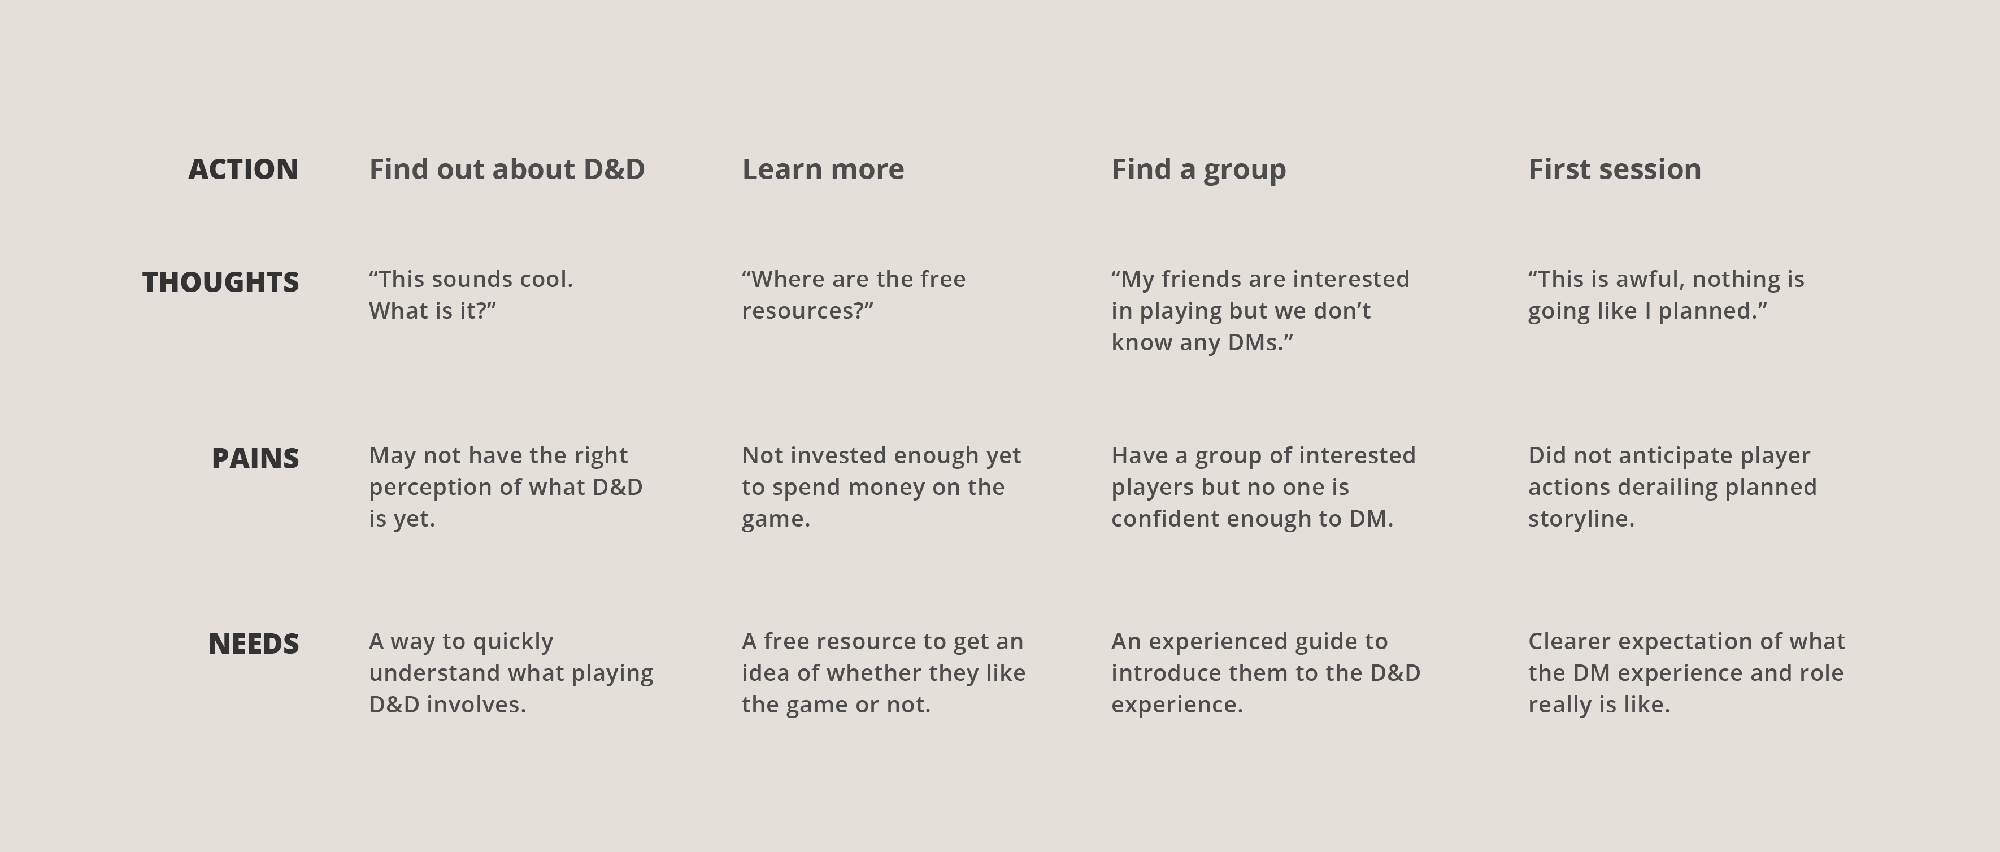 ACTION
Find out about D&D
Learn more
Find a group
First session
THOUGHTS
“This sounds cool.
What is it?”
“Where are the free
resources?”
“My friends are interested
in playing but we don’t
know any DMs.”
“This is awful, nothing is
going like I planned.”
PAINS
May not have the right
perception of what D&D
is yet.
Not invested enough yet
to spend money on the
game.
Have a group of interested
players but no one is
confident enough to DM.
Did not anticipate player
actions derailing planned
storyline.
NEEDS
A way to quickly
understand what playing
D&D involves.
A free resource to get an
idea of whether they like
the game or not.
An experienced guide to
introduce them to the D&D
experience.
Clearer expectation of what
the DM experience and role
really is like.